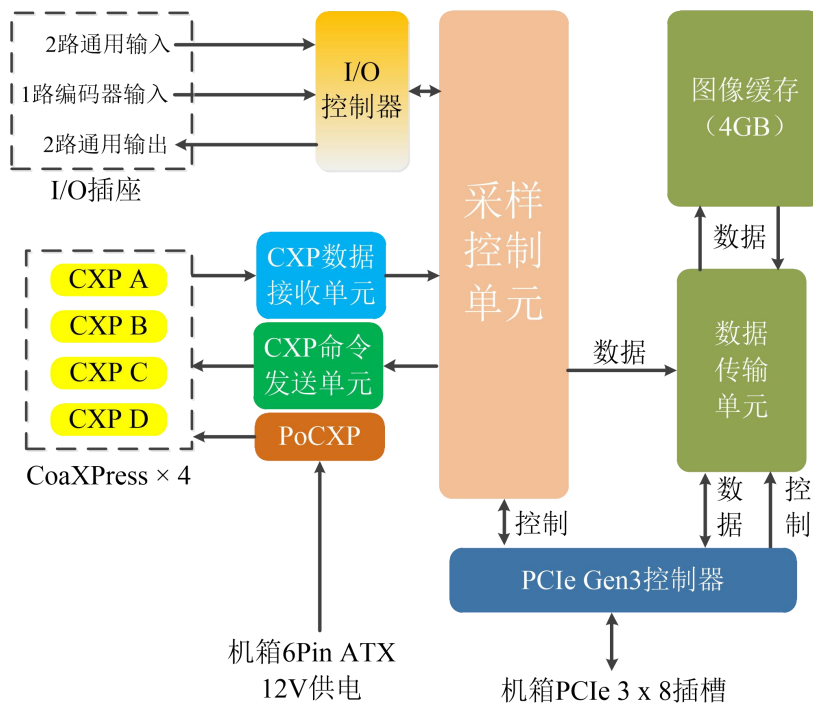 2路通用输入
1路编码器输入
2路通用输出
I/O插座
I/O
控制器
采样
控制
单元
图像缓存
（4GB）
数据
CXP A
CXP B
CXP C
CXP D
CoaXPress × 4
CXP数据
接收单元
CXP命令
发送单元
PoCXP
数据
数据
传输
单元
控制
数
据
控
制
PCIe Gen3控制器
机箱6Pin ATX
12V供电
机箱PCIe 3 x 8插槽